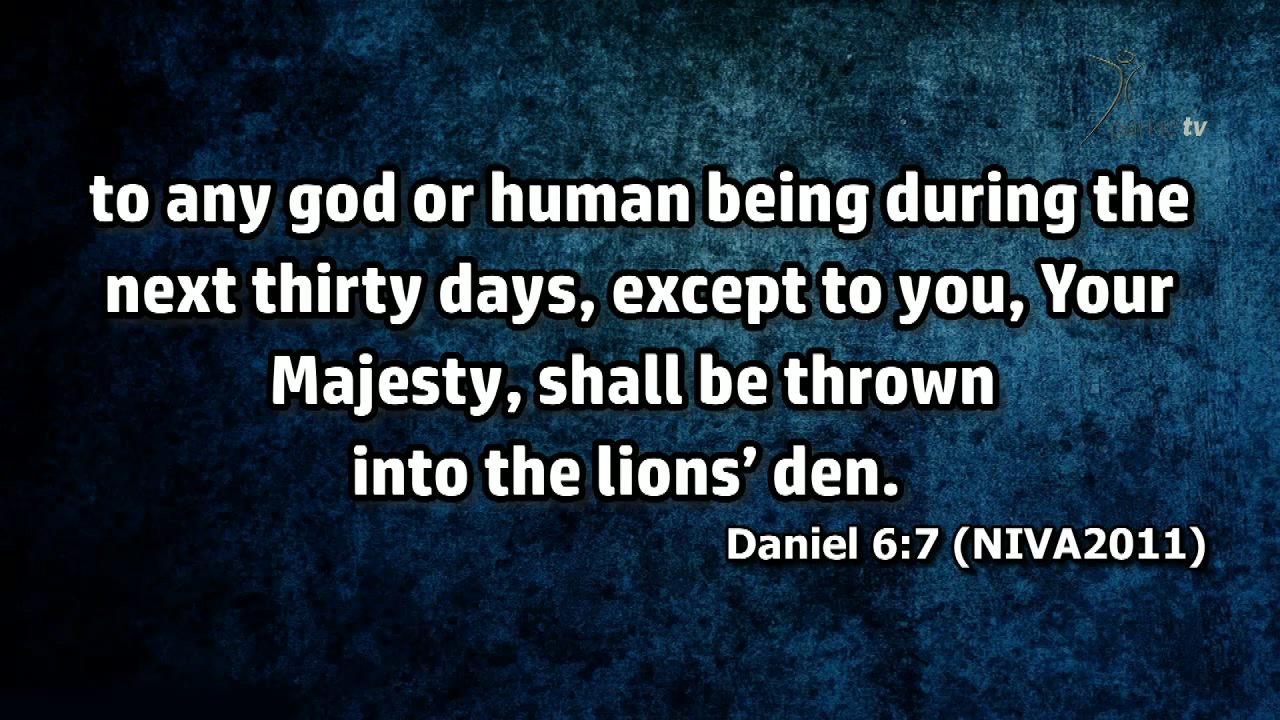 tv
to any god or human being during the
next thirty days, except to you, Your
Majesty, shall be thrown
into the lions’ den.
Daniel 6:7 (NIVA2011)